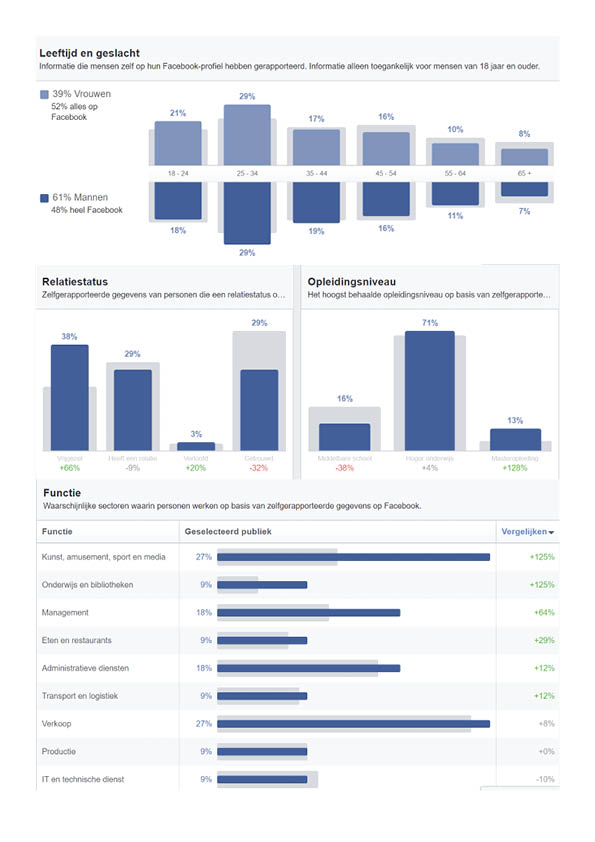 Leeftijd en geslacht
Informatie die mensen zelf op hun Facebook-profiel hebben gerapporteerd. Informatie alleen toegankelijk voor mensen van 18 jaar en ouder.
39% Vrouwen
52% alles op
Facebook
21% 29% 17% 16% 10% 8%
18 - 24 25 - 34 35 - 44 45 - 54 55 - 64 65 +
61% Mannen
48% heel Facebook
18% 29% 19% 16% 11% 7%
Relatiestatus
Zelfgerapporteerde gegevens van personen die een relatiestatus o…
38% 29% 3% 29%
Vrijgezel Heeft een relatie Verloofd Getrouwd
+66% -9% +20% -32%
Opleidingsniveau
Het hoogst behaalde opleidingsniveau op basis van zelfgerapporte…
16% 71% 13%
Middelbare school Hoger onderwijs Masteropleiding
-38% +4% +128%
Functie
Waarschijnlijke sectoren waarin personen werken op basis van zelfgerapporteerde gegevens op Facebook.
Functie Geselecteerd publiek Vergelijken
Kunst, amusement, sport en media 27% +125%
Onderwijs en bibliotheken 9% +125%
Management 18% +64%
Eten en restaurants 9% +29%
Administratieve diensten 18% +12%
Transport en logistiek 9% +12%
Verkoop 27% +8%
Productie 9% +0%
IT en technische dienst 9% -10%